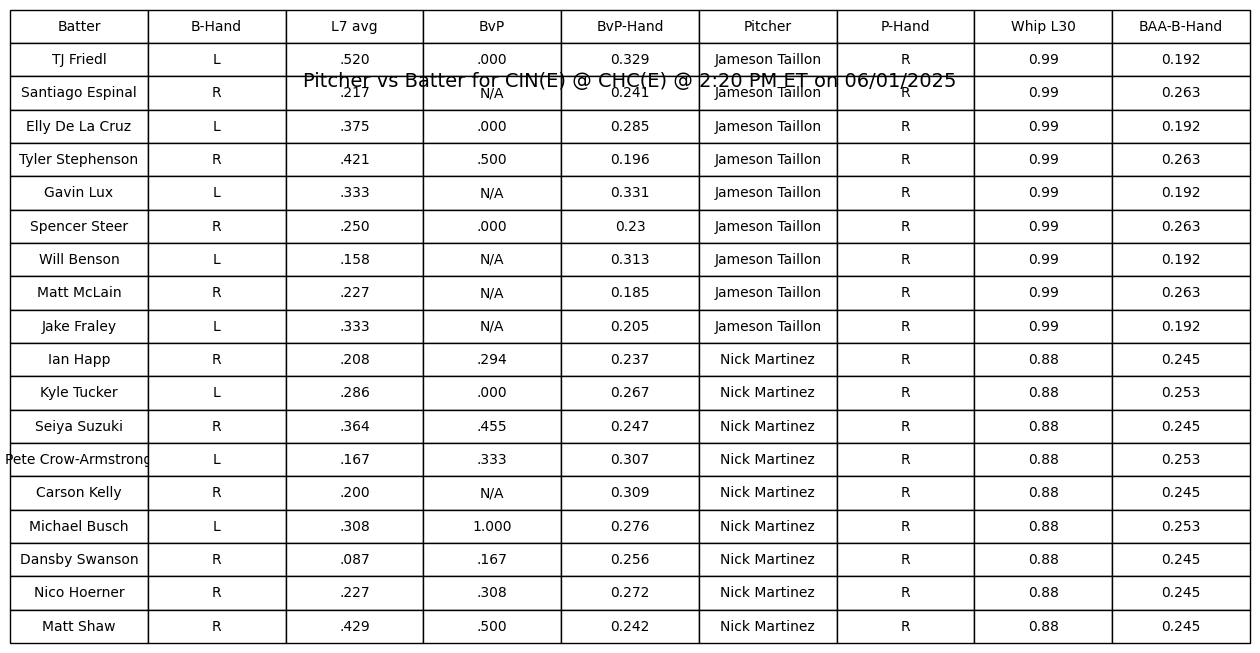 Batter B-Hand L7 avg BvP BvP-Hand Pitcher P-Hand Whip L30 BAA-B-Hand
TJ Friedl L .520 .000 0.329 Jameson Taillon R 0.99 0.192
Pitcher vs Batter for CIN(E) @ CHC(E) @ 2:20 PM ET on 06/01/2025
Santiago Espinal R .217 N/A 0.241 Jameson Taillon R 0.99 0.263
Elly De La Cruz L .375 .000 0.285 Jameson Taillon R 0.99 0.192
Tyler Stephenson R .421 .500 0.196 Jameson Taillon R 0.99 0.263
Gavin Lux L .333 N/A 0.331 Jameson Taillon R 0.99 0.192
Spencer Steer R .250 .000 0.23 Jameson Taillon R 0.99 0.263
Will Benson L .158 N/A 0.313 Jameson Taillon R 0.99 0.192
Matt McLain R .227 N/A 0.185 Jameson Taillon R 0.99 0.263
Jake Fraley L .333 N/A 0.205 Jameson Taillon R 0.99 0.192
Ian Happ R .208 .294 0.237 Nick Martinez R 0.88 0.245
Kyle Tucker L .286 .000 0.267 Nick Martinez R 0.88 0.253
Seiya Suzuki R .364 .455 0.247 Nick Martinez R 0.88 0.245
Pete Crow-Armstrong L .167 .333 0.307 Nick Martinez R 0.88 0.253
Carson Kelly R .200 N/A 0.309 Nick Martinez R 0.88 0.245
Michael Busch L .308 1.000 0.276 Nick Martinez R 0.88 0.253
Dansby Swanson R .087 .167 0.256 Nick Martinez R 0.88 0.245
Nico Hoerner R .227 .308 0.272 Nick Martinez R 0.88 0.245
Matt Shaw R .429 .500 0.242 Nick Martinez R 0.88 0.245